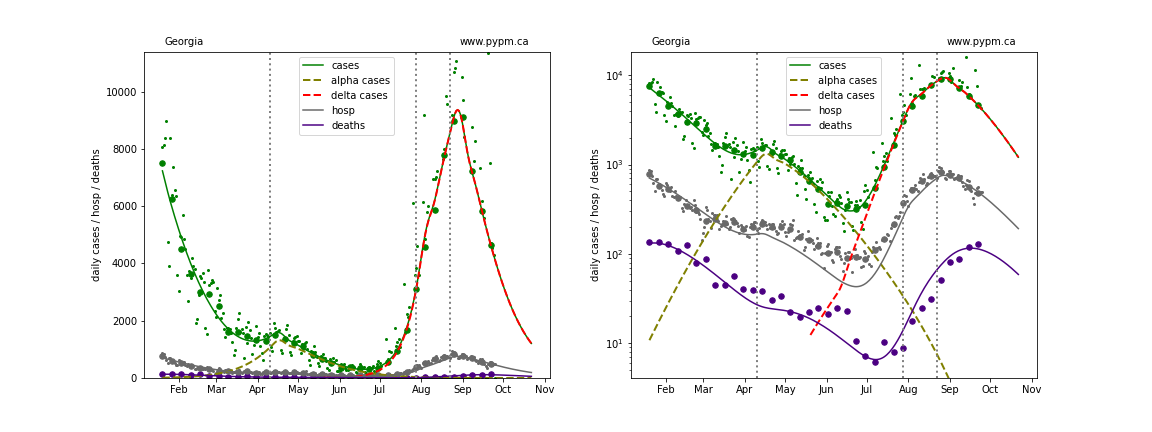 Georgia www.pypm.ca
cases
alpha cases
delta cases
hosp
deaths
daily cases / hosp / deaths
10000
8000
6000
4000
2000
0
Feb Mar Apr May Jun Jul Aug Sep Oct Nov
Georgia www.pypm.ca
cases
alpha cases
delta cases
hosp
deaths
daily cases / hosp / deaths
10⁴
10³
10²
10¹
Feb Mar Apr May Jun Jul Aug Sep Oct Nov